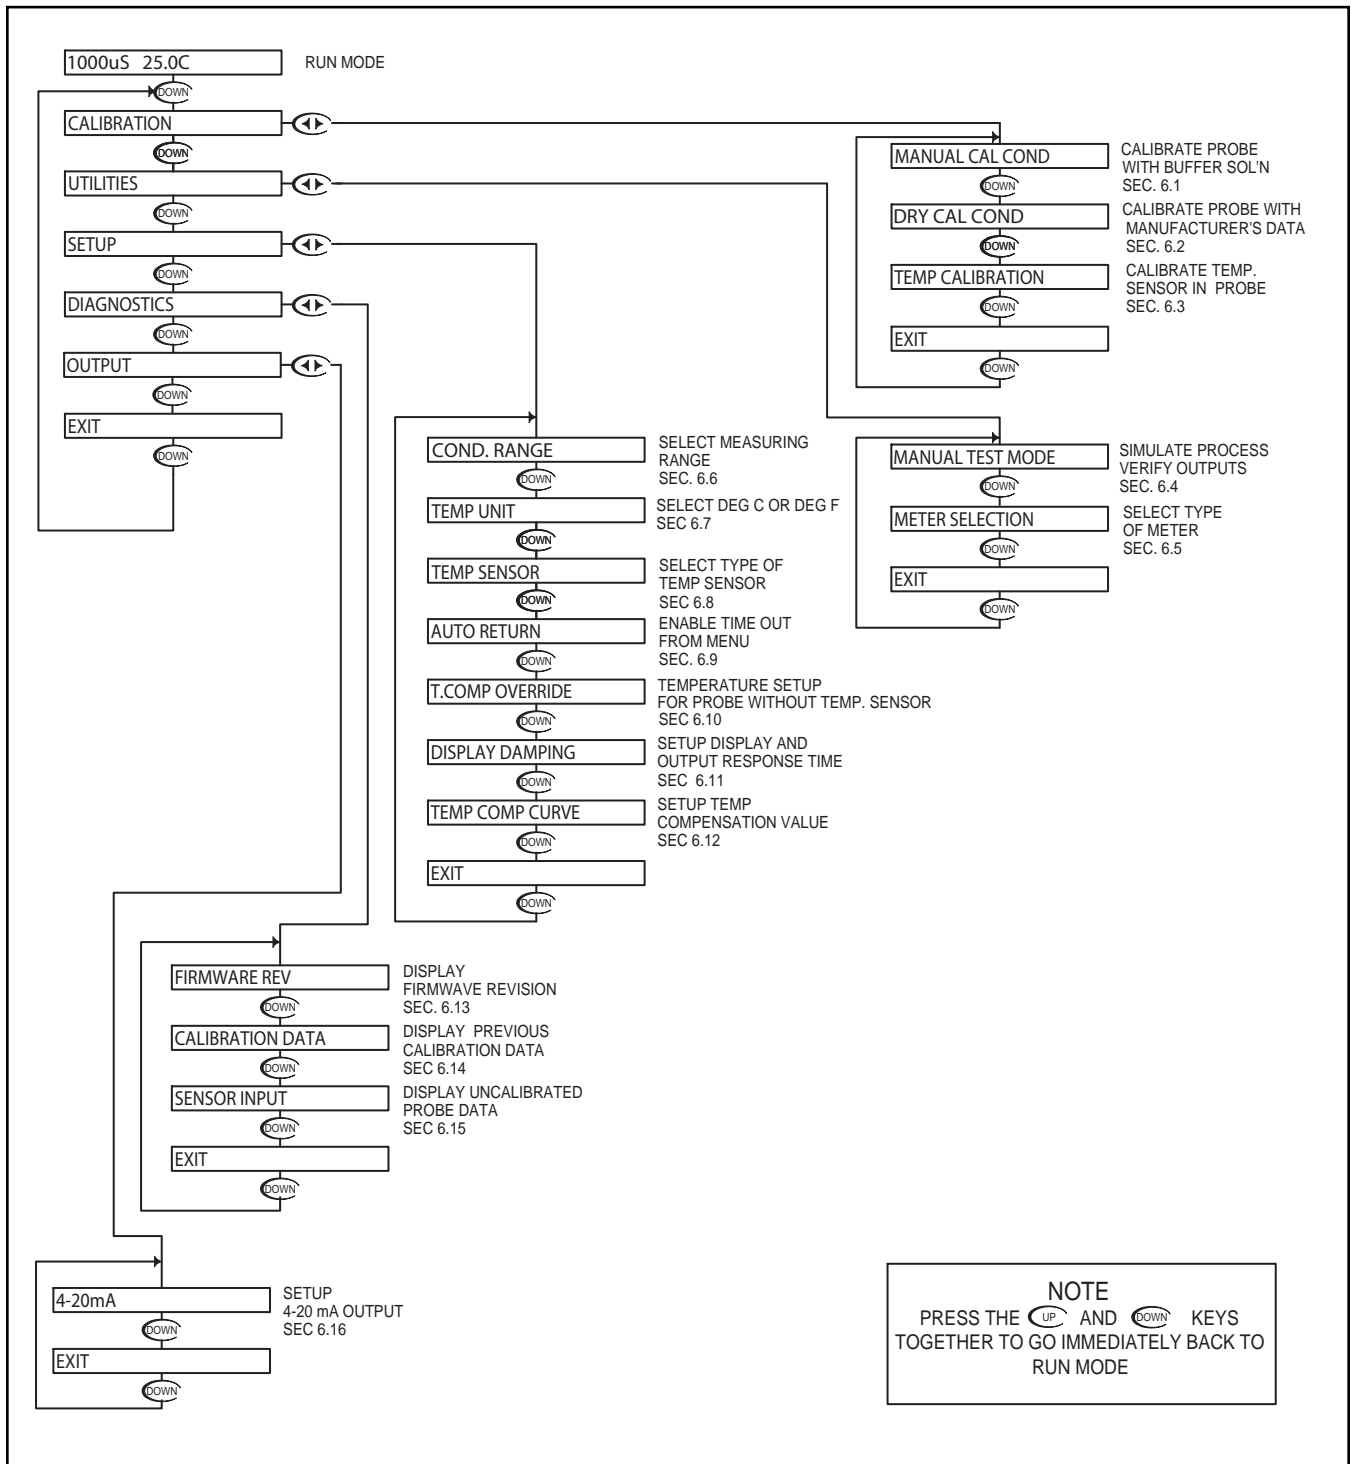 1000uS 25.0C
RUN MODE
DOWN
CALIBRATION
DOWN
UTILITIES
DOWN
SETUP
DOWN
DIAGNOSTICS
DOWN
OUTPUT
DOWN
EXIT
DOWN
MANUAL CAL COND
CALIBRATE PROBE
WITH BUFFER SOL'N
SEC. 6.1
DOWN
DRY CAL COND
CALIBRATE PROBE WITH
MANUFACTURER'S DATA
SEC. 6.2
DOWN
TEMP CALIBRATION
CALIBRATE TEMP.
SENSOR IN PROBE
SEC. 6.3
DOWN
EXIT
DOWN
MANUAL TEST MODE
SIMULATE PROCESS
VERIFY OUTPUTS
SEC. 6.4
DOWN
METER SELECTION
SELECT TYPE
OF METER
SEC. 6.5
DOWN
EXIT
DOWN
COND. RANGE
SELECT MEASURING
RANGE
SEC. 6.6
DOWN
TEMP UNIT
SELECT DEG C OR DEG F
SEC 6.7
DOWN
TEMP SENSOR
SELECT TYPE OF
TEMP SENSOR
SEC 6.8
DOWN
AUTO RETURN
ENABLE TIME OUT
FROM MENU
SEC. 6.9
DOWN
T.COMP OVERRIDE
TEMPERATURE SETUP
FOR PROBE WITHOUT TEMP. SENSOR
SEC 6.10
DOWN
DISPLAY DAMPING
SETUP DISPLAY AND
OUTPUT RESPONSE TIME
SEC 6.11
DOWN
TEMP COMP CURVE
SETUP TEMP
COMPENSATION VALUE
SEC 6.12
DOWN
EXIT
DOWN
FIRMWARE REV
DISPLAY
FIRMWAVE REVISION
SEC. 6.13
DOWN
CALIBRATION DATA
DISPLAY PREVIOUS
CALIBRATION DATA
SEC 6.14
DOWN
SENSOR INPUT
DISPLAY UNCALIBRATED
PROBE DATA
SEC 6.15
DOWN
EXIT
DOWN
4-20mA
SETUP
4-20 mA OUTPUT
SEC 6.16
DOWN
EXIT
DOWN
NOTE
PRESS THE UP AND DOWN KEYS
TOGETHER TO GO IMMEDIATELY BACK TO
RUN MODE